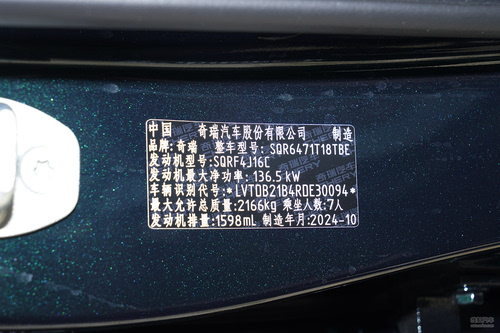 中国 奇瑞汽车股份有限公司 制造
品牌: 奇瑞 整车型号: SQR6471T18TBE
发动机型号: SQRF4J16E
发动机最大净功率: 136.5 kW
车辆识别代号: *LVTDB21B4RDE30094*
最大允许总质量: 2166kg 乘坐人数: 7人
发动机排量: 1598mL 制造年月: 2024-10